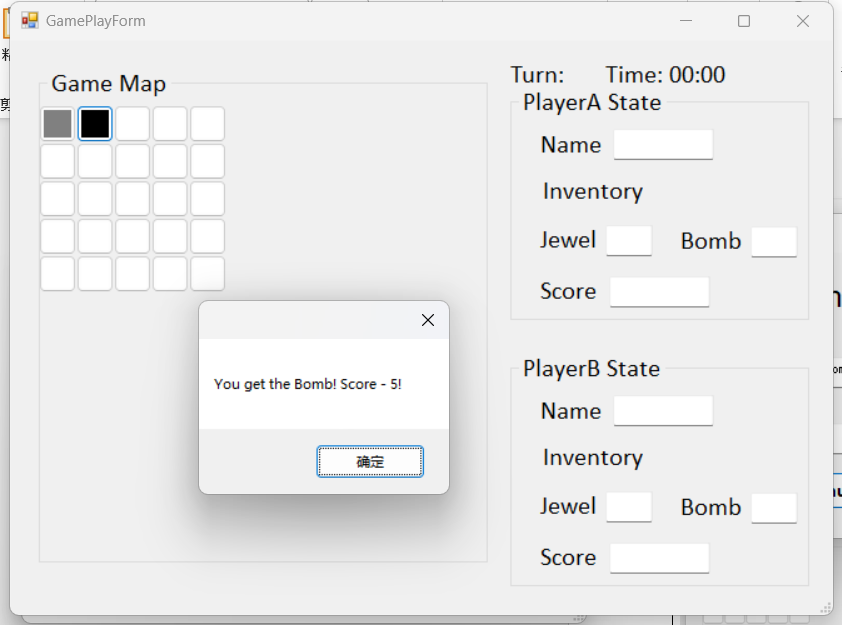 GamePlayForm
Game Map
Turn: Time: 00:00
PlayerA State
Name
Inventory
Jewel Bomb
Score
You get the Bomb! Score - 5!
确定
PlayerB State
Name
Inventory
Jewel Bomb
Score